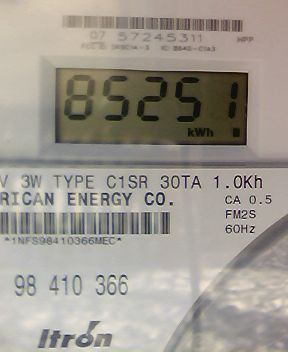 07 57245311 HPP
85251
kWh
V 3W TYPE C1SR 30TA 1.0Kh
RICAN ENERGY CO.
CA 0.5
FM2S
60Hz
*1NFS98410366MEC*
98 410 366
Itron